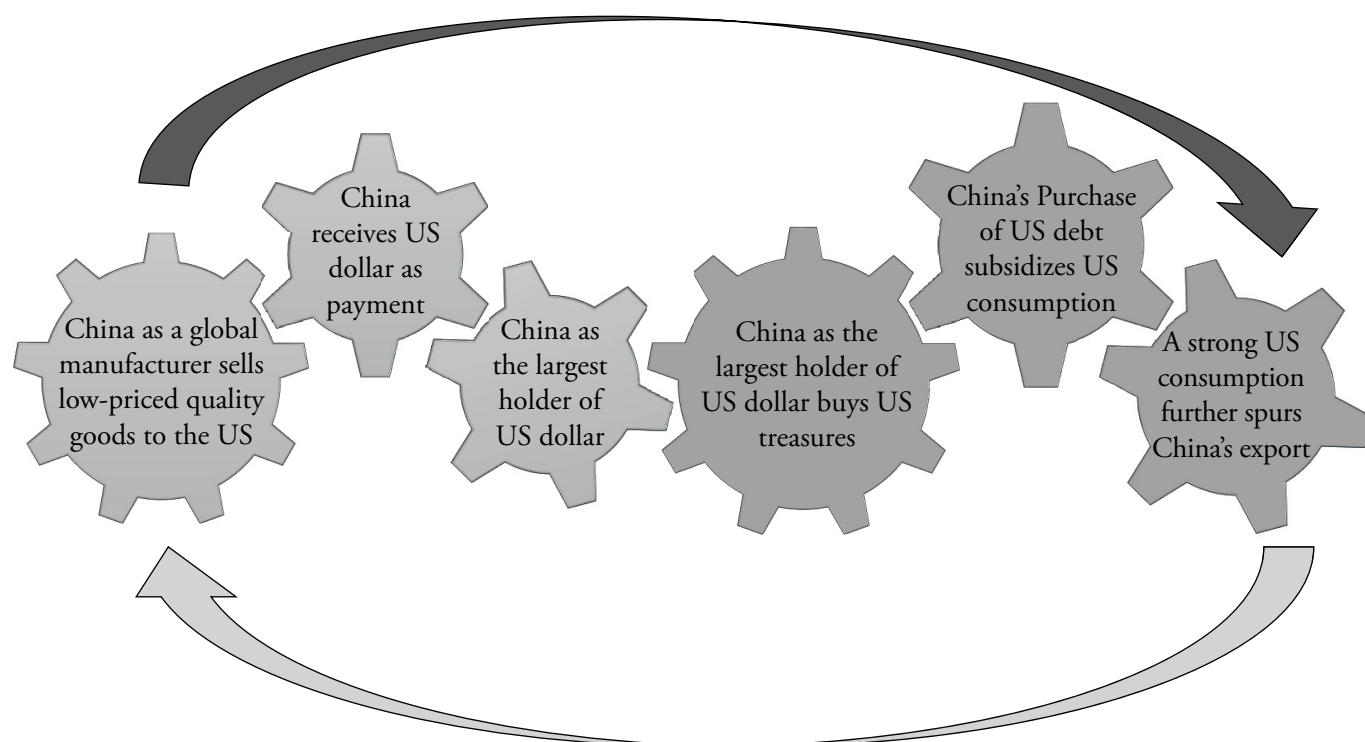 China
receives US
dollar as
payment
China as a global
manufacturer sells
low-priced quality
goods to the US
China as
the largest
holder of
US dollar
China as the
largest holder of
US dollar buys US
treasures
China’s Purchase
of US debt
subsidizes US
consumption
A strong US
consumption
further spurs
China’s export